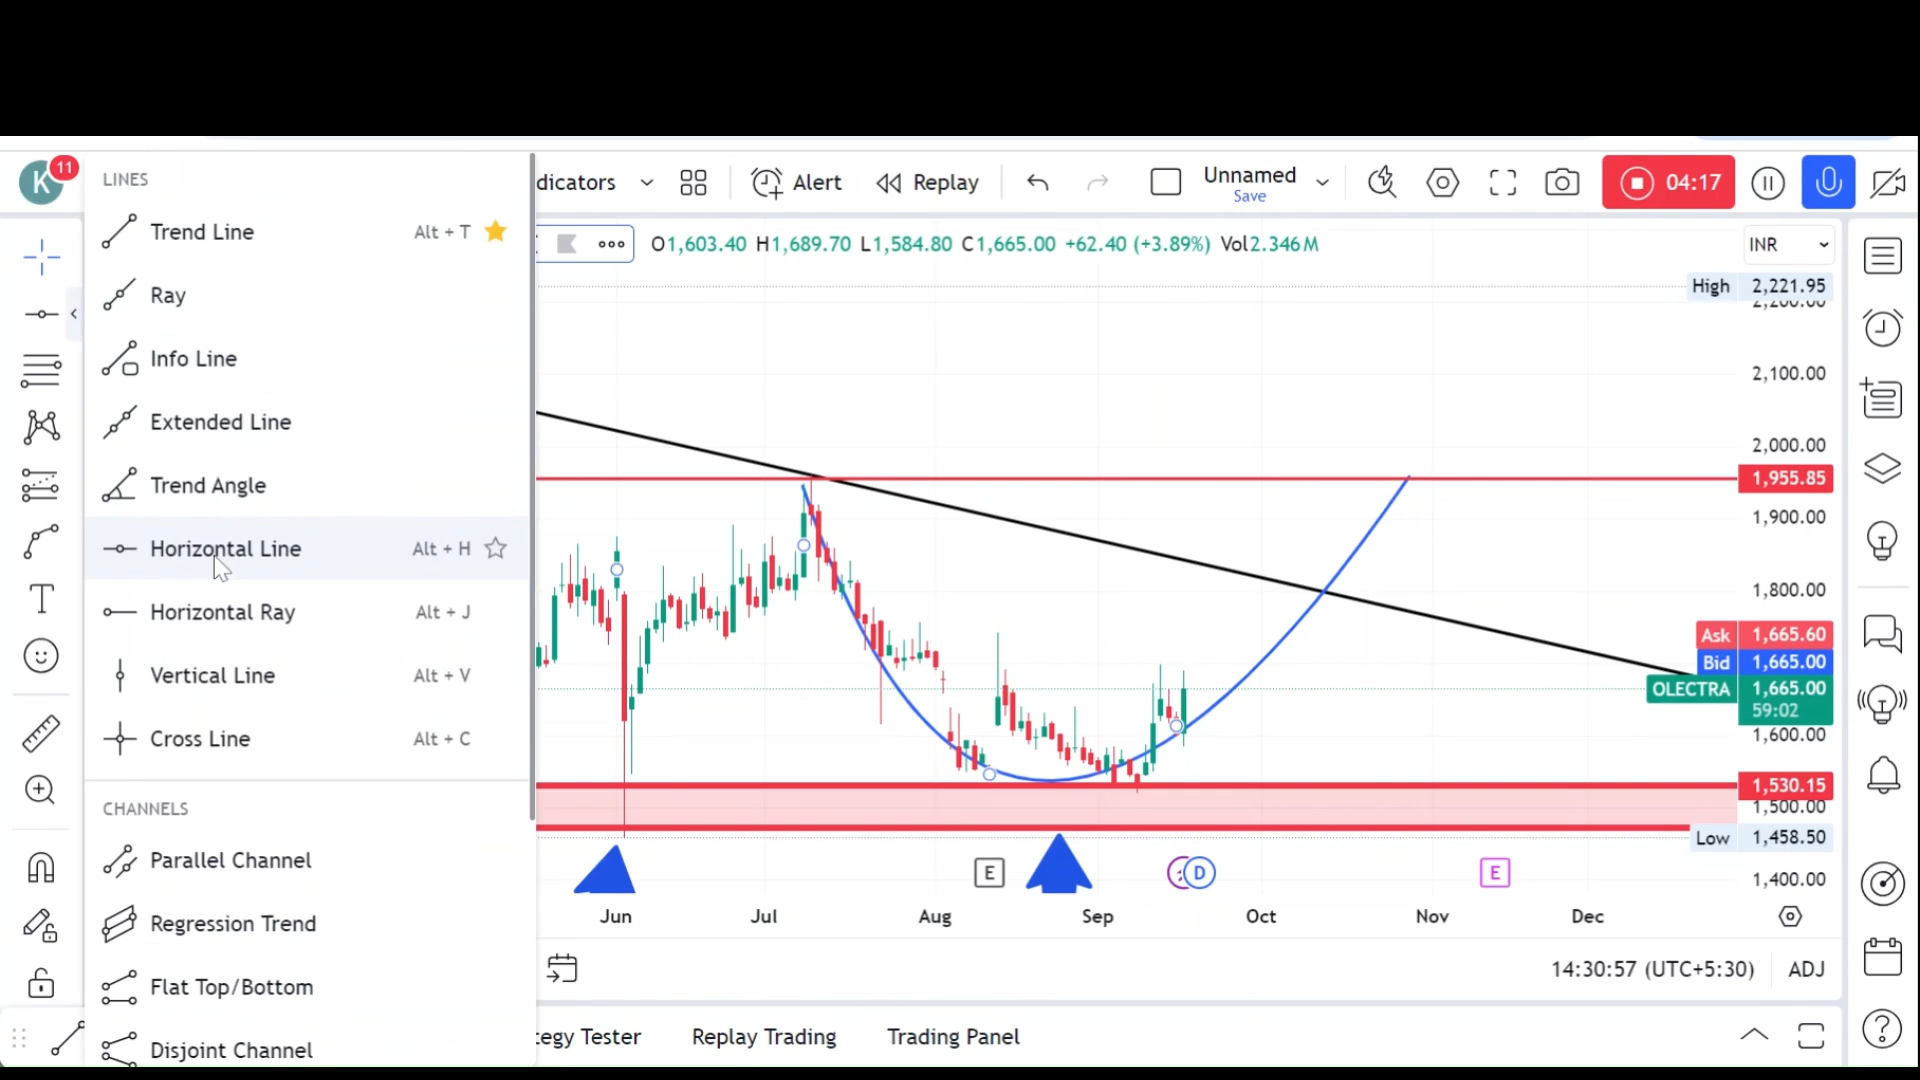 K
11
LINES
Trend Line Alt + T
Ray
Info Line
Extended Line
Trend Angle
Horizontal Line Alt + H
Horizontal Ray Alt + J
Vertical Line Alt + V
Cross Line Alt + C
CHANNELS
Parallel Channel
Regression Trend
Flat Top/Bottom
Disjoint Channel
dicators
Alert
Replay
Unnamed
Save
04:17
O1,603.40 H1,689.70 L1,584.80 C1,665.00 +62.40 (+3.89%) Vol2.346M
INR
High 2,221.95
2,200.00
2,100.00
2,000.00
1,955.85
1,900.00
1,800.00
Ask 1,665.60
Bid 1,665.00
OLECTRA 1,665.00
59:02
1,600.00
1,530.15
1,500.00
Low 1,458.50
1,400.00
E
D
E
Jun Jul Aug Sep Oct Nov Dec
14:30:57 (UTC+5:30) ADJ
tegy Tester Replay Trading Trading Panel